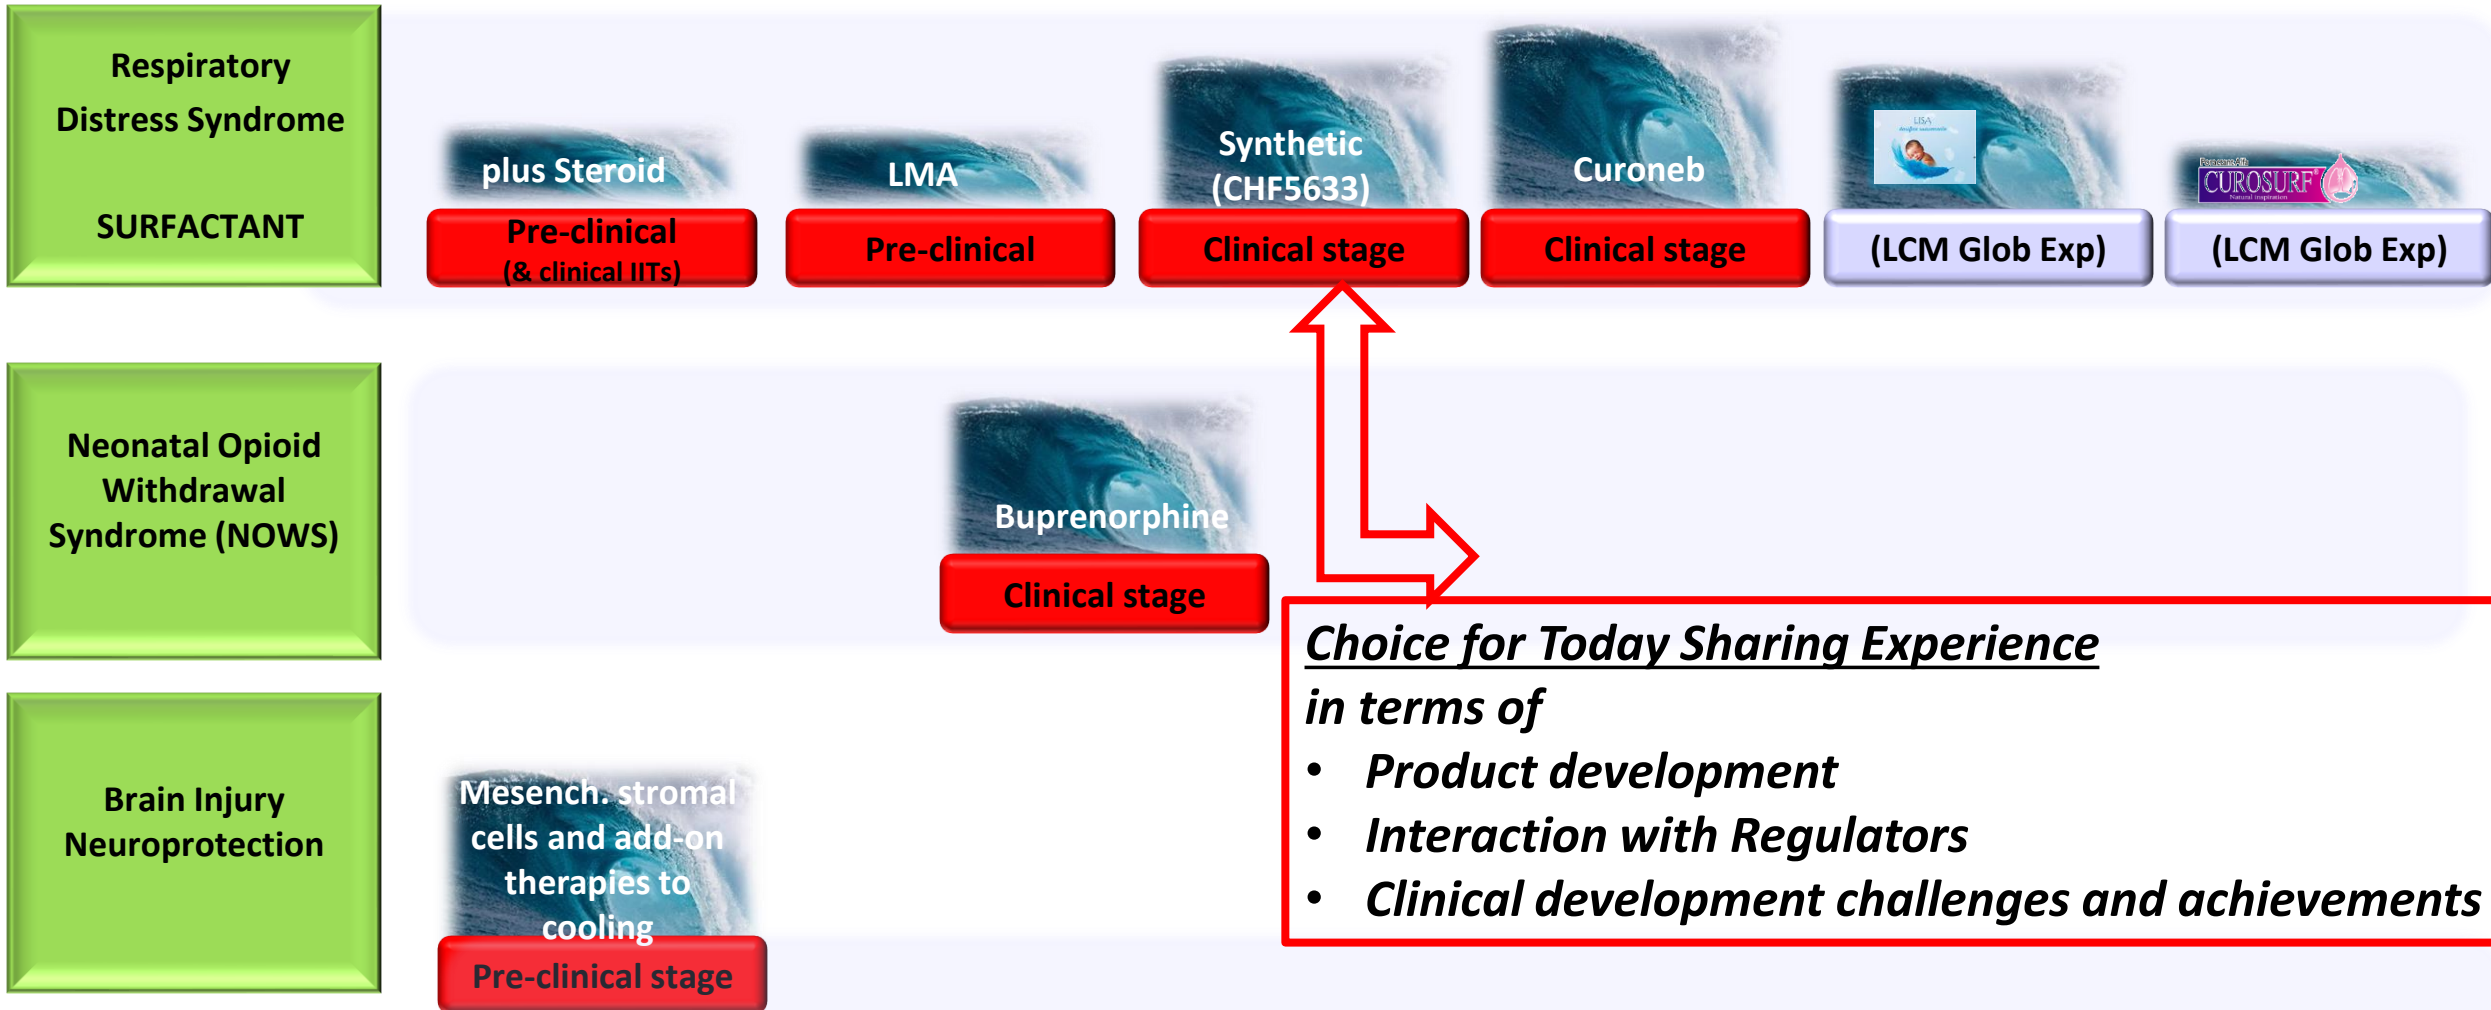 Respiratory
Distress Syndrome
SURFACTANT
plus Steroid
Pre-clinical
(& clinical IITs)
LMA
Pre-clinical
Synthetic
(CHF5633)
Clinical stage
Curoneb
Clinical stage
LISA
(LCM Glob Exp)
CUROSURF®
Natural inspiration
(LCM Glob Exp)
Neonatal Opioid
Withdrawal
Syndrome (NOWS)
Buprenorphine
Clinical stage
Choice for Today Sharing Experience
in terms of
• Product development
• Interaction with Regulators
• Clinical development challenges and achievements
Brain Injury
Neuroprotection
Mesench. stromal
cells and add-on
therapies to
cooling
Pre-clinical stage